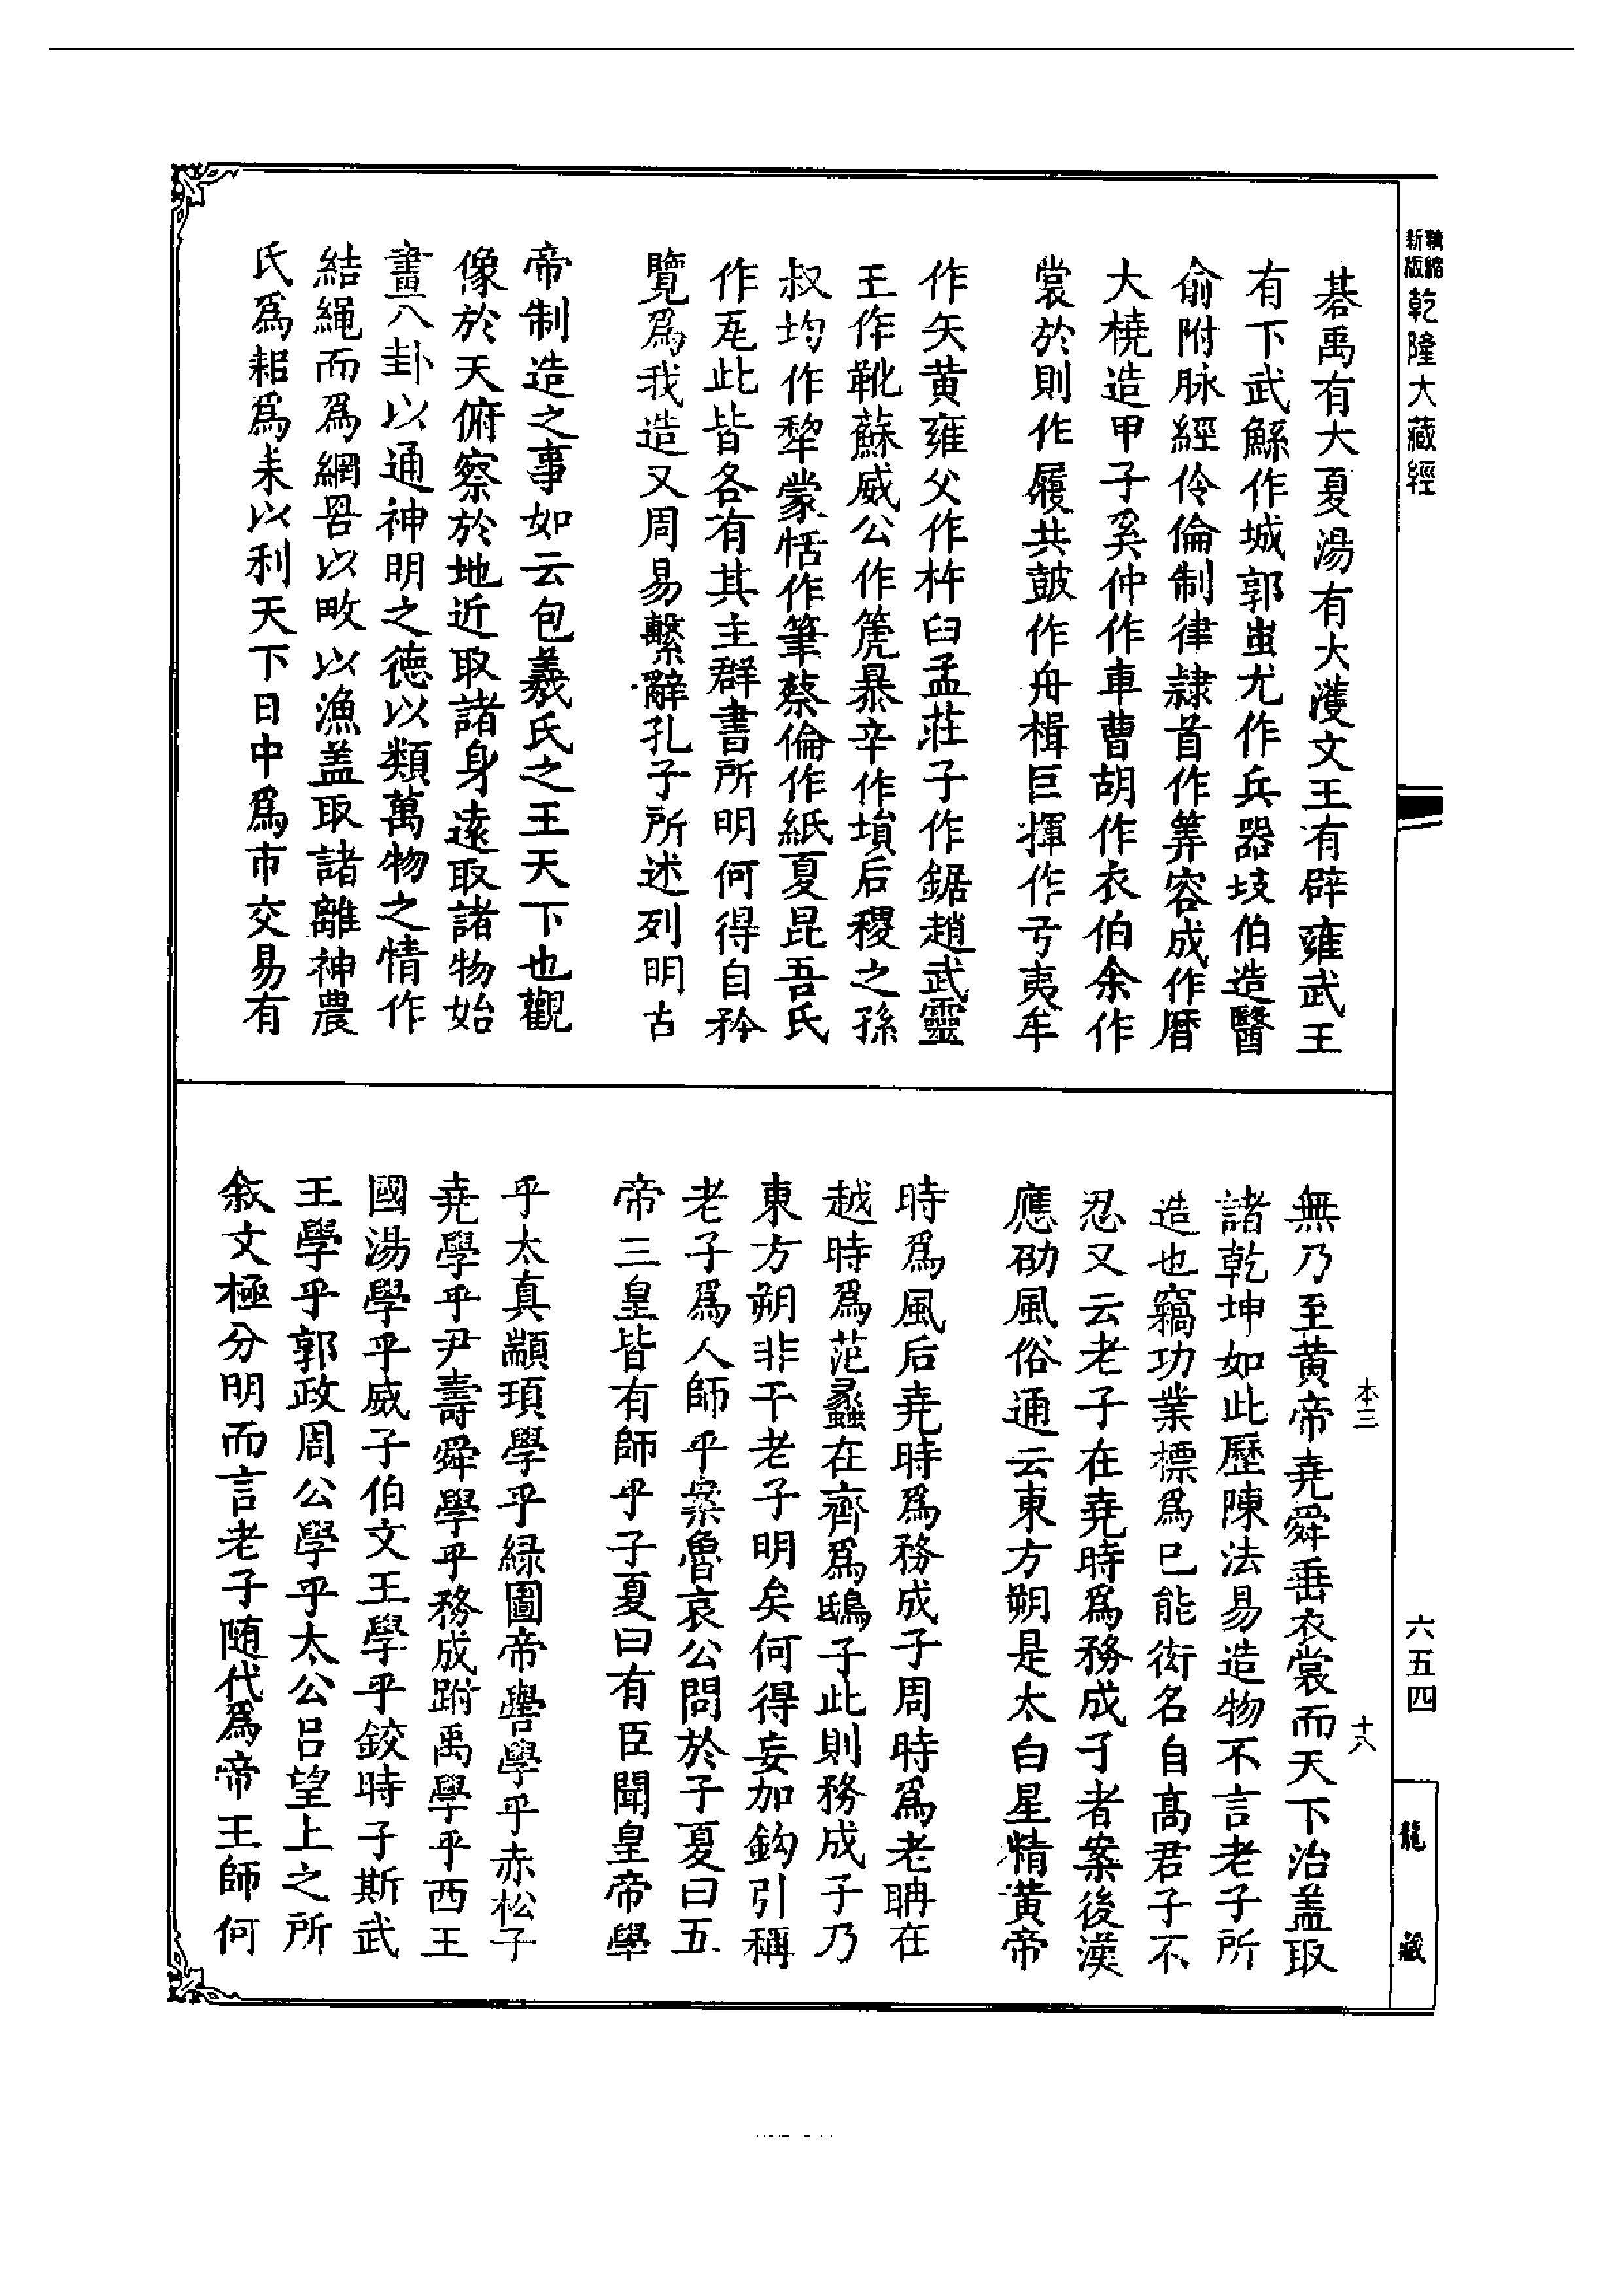 精縮新版乾隆大藏經
碁禹有大夏湯有大濩文王有辟雍武王
有下武鯀作城郭蚩尤作兵器岐伯造醫
俞附脉經伶倫制律隷首作筭容成作曆
大橈造甲子奚仲作車曹胡作衣伯余作
裳於則作履共鼓作舟楫巨揮作弓夷牟
作矢黄雍父作杵臼孟莊子作鋸趙武靈
王作靴蘇威公作篪暴辛作塤后稷之孫
叔均作犂蒙恬作筆蔡倫作紙夏昆吾氏
作瓦此皆各有其主群書所明何得自矜
覽爲我造又周易繫辭孔子所述列明古
帝制造之事如云包羲氏之王天下也觀
像於天俯察於地近取諸身遠取諸物始
畫八卦以通神明之德以類萬物之情作
結繩而爲網罟以畋以漁盖取諸離神農
氏爲耜爲耒以利天下日中爲市交易有
本三
十八
無乃至黄帝堯舜垂衣裳而天下治盖取
諸乾坤如此歷陳法易造物不言老子所
造也竊功業標爲已能衒名自髙君子不
忍又云老子在堯時爲務成子者案後漢
應劭風俗通云東方朔是太白星精黄帝
時爲風后堯時爲務成子周時爲老聃在
越時爲范蠡在齊爲鴟子此則務成子乃
東方朔非干老子明矣何得妄加鈎引稱
老子爲人師乎案魯哀公問於子夏曰五
帝三皇皆有師乎子夏曰有臣聞皇帝學
乎太真顓頊學乎緑圖帝嚳學乎赤松子
堯學乎尹壽舜學乎務成跗禹學乎西王
國湯學乎威子伯文王學乎鉸時子斯武
王學乎郭政周公學乎太公吕望上之所
敘文極分明而言老子随代爲帝王師何
六五四
龍藏